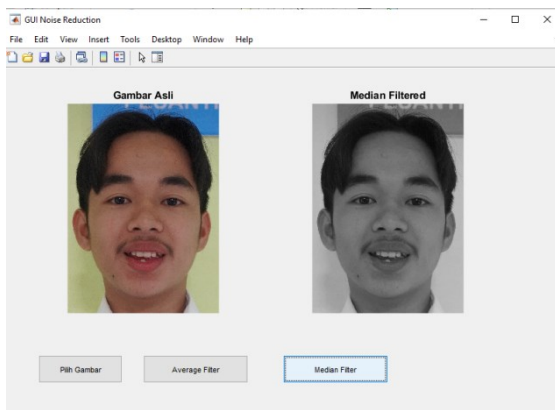 GUI Noise Reduction
File Edit View Insert Tools Desktop Window Help
Gambar Asli
Median Filtered
Pilih Gambar
Average Filter
Median Filter